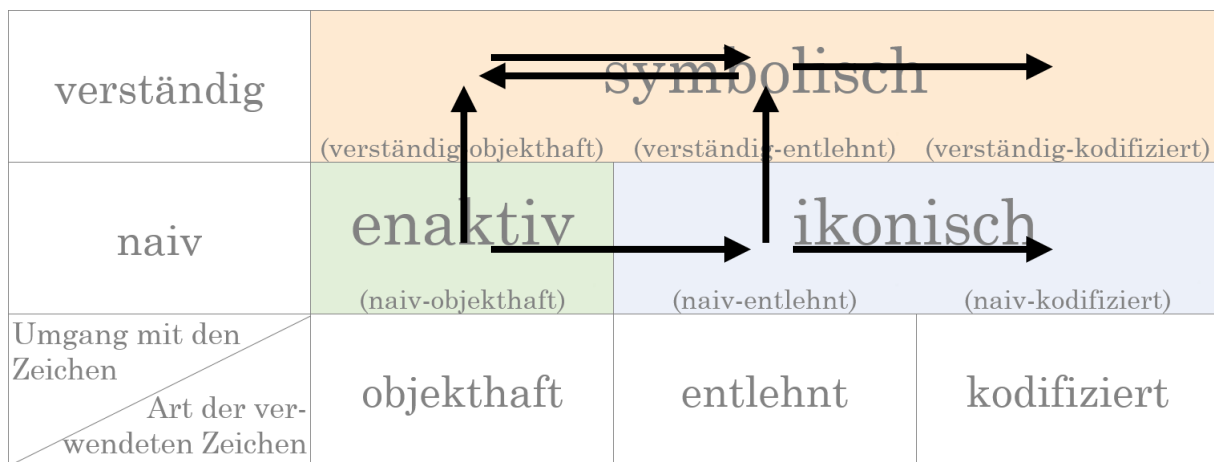 verständig
symbolisch
(verständig-objekthaft) (verständig-entlehnt) (verständig-kodifiziert)
naiv
enaktiv ikonisch
(naiv-objekthaft) (naiv-entlehnt) (naiv-kodifiziert)
Umgang mit den
Zeichen
Art der ver-
wendeten Zeichen
objekthaft entlehnt kodifiziert